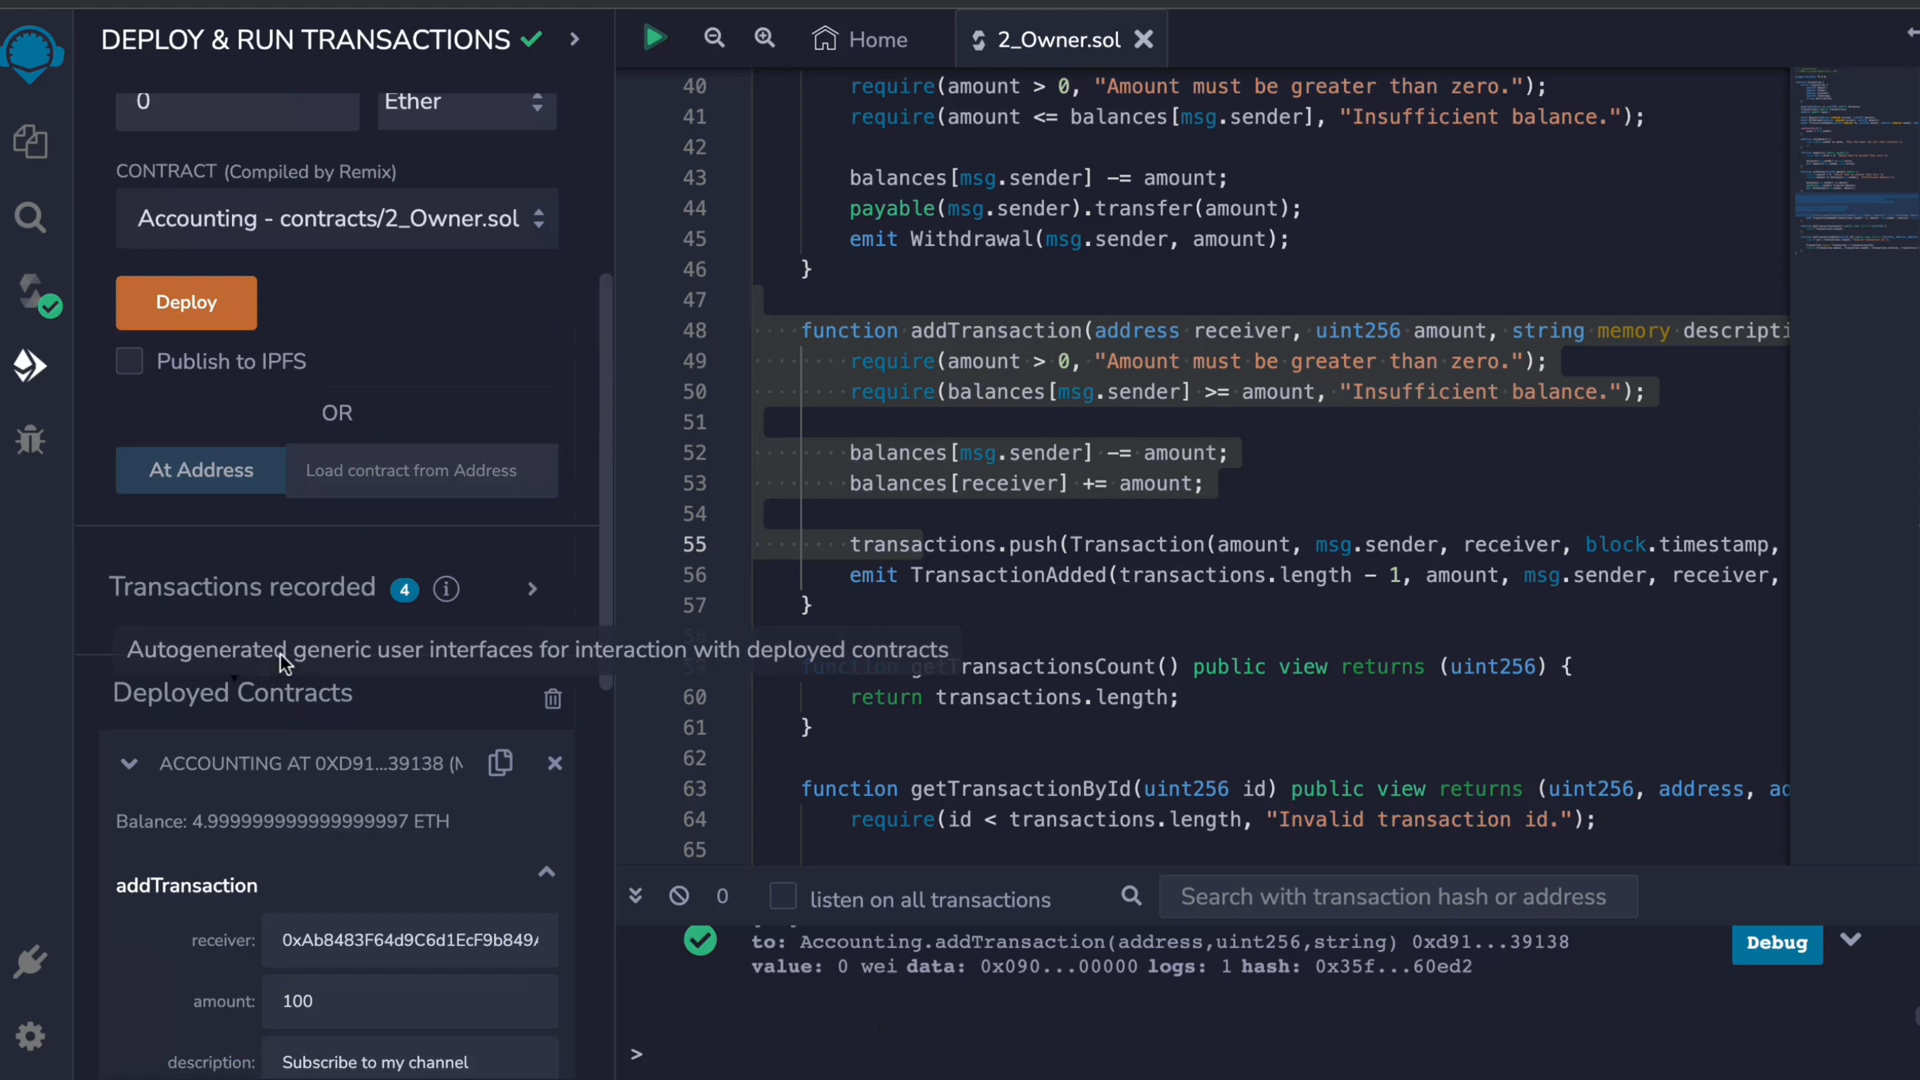 DEPLOY & RUN TRANSACTIONS
0
Ether
CONTRACT (Compiled by Remix)
Accounting - contracts/2_Owner.sol
Deploy
Publish to IPFS
OR
At Address
Load contract from Address
Transactions recorded 4
Autogenerated generic user interfaces for interaction with deployed contracts
Deployed Contracts
ACCOUNTING AT 0XD91...39138 (M
Balance: 4.999999999999999997 ETH
addTransaction
receiver: 0xAb8483F64d9C6d1EcF9b849A
amount: 100
description: Subscribe to my channel
Home
2_Owner.sol
40 require(amount > 0, "Amount must be greater than zero.");
41 require(amount <= balances[msg.sender], "Insufficient balance.");
42
43 balances[msg.sender] -= amount;
44 payable(msg.sender).transfer(amount);
45 emit Withdrawal(msg.sender, amount);
46 }
47
48 function addTransaction(address receiver, uint256 amount, string memory descripti
49 require(amount > 0, "Amount must be greater than zero.");
50 require(balances[msg.sender] >= amount, "Insufficient balance.");
51
52 balances[msg.sender] -= amount;
53 balances[receiver] += amount;
54
55 transactions.push(Transaction(amount, msg.sender, receiver, block.timestamp,
56 emit TransactionAdded(transactions.length - 1, amount, msg.sender, receiver,
57 }
function getTransactionsCount() public view returns (uint256) {
60 return transactions.length;
61 }
62
63 function getTransactionById(uint256 id) public view returns (uint256, address, ad
64 require(id < transactions.length, "Invalid transaction id.");
65
0
listen on all transactions
Search with transaction hash or address
to: Accounting.addTransaction(address,uint256,string) 0xd91...39138
value: 0 wei data: 0x090...00000 logs: 1 hash: 0x35f...60ed2
Debug
>